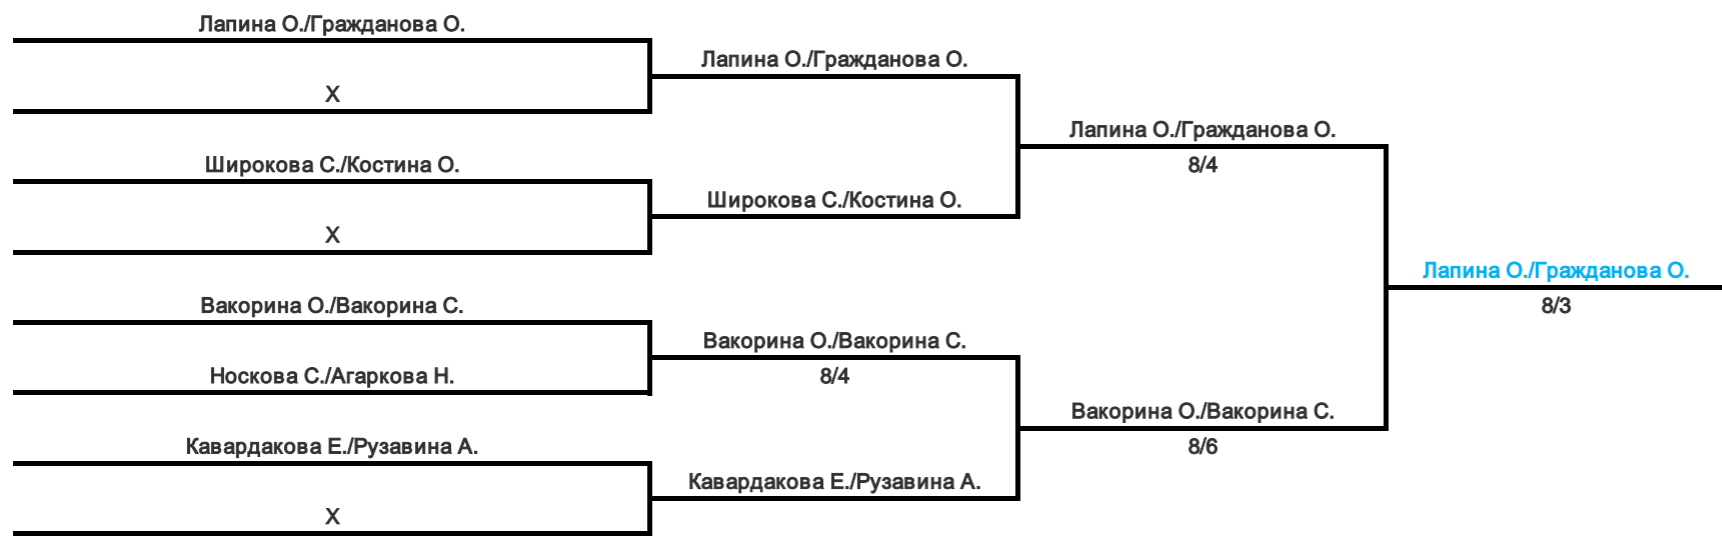 Лапина О./Гражданова О.
Х
Широкова С./Костина О.
Х
Вакорина О./Вакорина С.
Носкова С./Агаркова Н.
Кавардакова Е./Рузавина А.
Х
Лапина О./Гражданова О.
Широкова С./Костина О.
Вакорина О./Вакорина С.
8/4
Кавардакова Е./Рузавина А.
Лапина О./Гражданова О.
8/4
Вакорина О./Вакорина С.
8/6
Лапина О./Гражданова О.
8/3